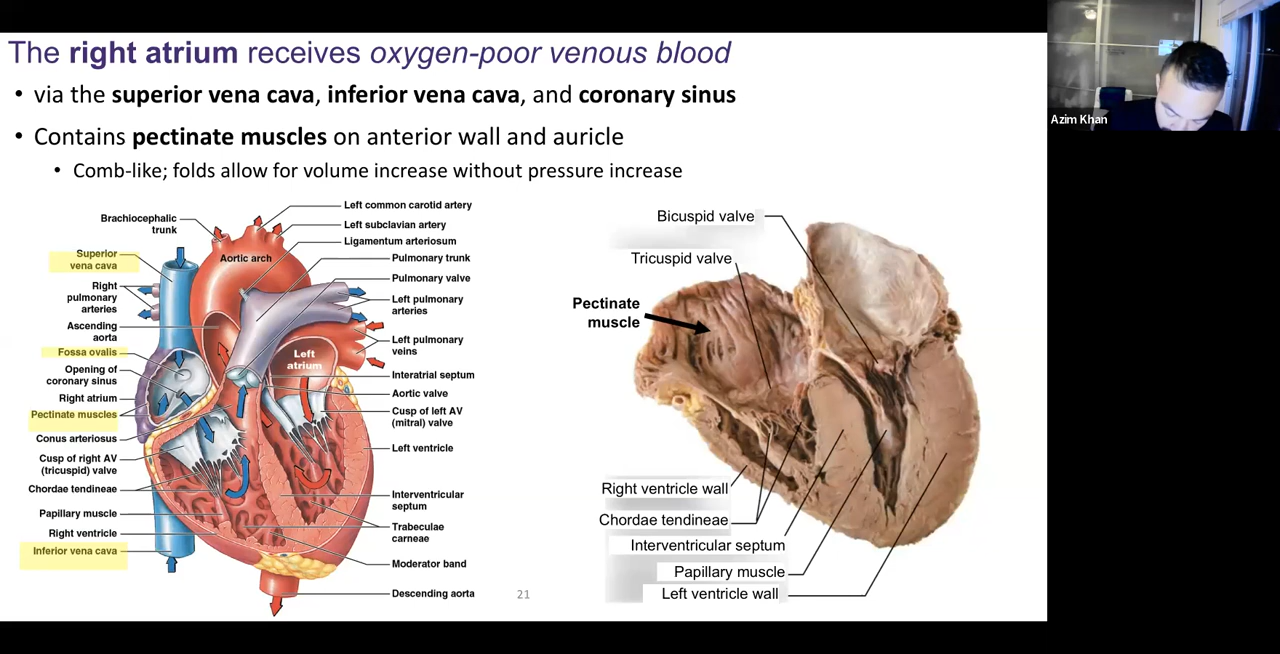 The right atrium receives oxygen-poor venous blood
• via the superior vena cava, inferior vena cava, and coronary sinus
• Contains pectinate muscles on anterior wall and auricle
• Comb-like; folds allow for volume increase without pressure increase
Azim Khan
Brachiocephalic
trunk
Superior
vena cava
Right
pulmonary
arteries
Ascending
aorta
Fossa ovalis
Opening of
coronary sinus
Right atrium
Pectinate muscles
Conus arteriosus
Cusp of right AV
(tricuspid) valve
Chordae tendineae
Papillary muscle
Right ventricle
Inferior vena cava
Aortic arch
Left
atrium
Left common carotid artery
Left subclavian artery
Ligamentum arteriosum
Pulmonary trunk
Pulmonary valve
Left pulmonary
arteries
Left pulmonary
veins
Interatrial septum
Aortic valve
Cusp of left AV
(mitral) valve
Left ventricle
Interventricular
septum
Trabeculae
carneae
Moderator band
Descending aorta
21
Bicuspid valve
Tricuspid valve
Pectinate
muscle
Right ventricle wall
Chordae tendineae
Interventricular septum
Papillary muscle
Left ventricle wall